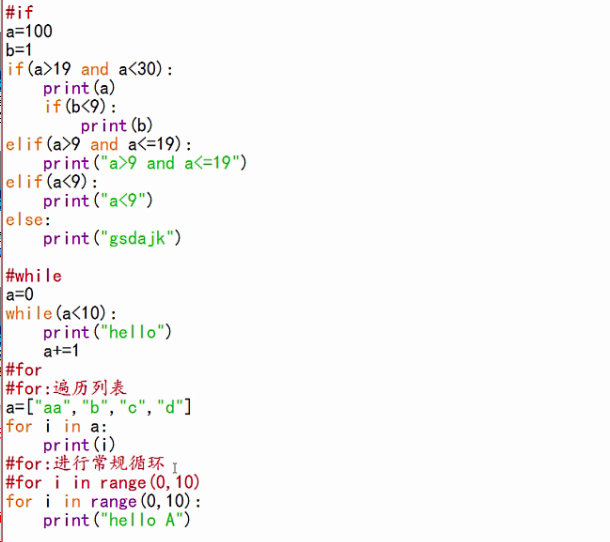 #if
a=100
b=1
if(a>19 and a<30):
    print(a)
    if(b<9):
        print(b)
elif(a>9 and a<=19):
    print("a>9 and a<=19")
elif(a<9):
    print("a<9")
else:
    print("gsdajk")

#while
a=0
while(a<10):
    print("hello")
    a+=1
#for
#for:遍历列表
a=["aa","b","c","d"]
for i in a:
    print(i)
#for:进行常规循环
#for i in range(0,10)
for i in range(0,10):
    print("hello A")